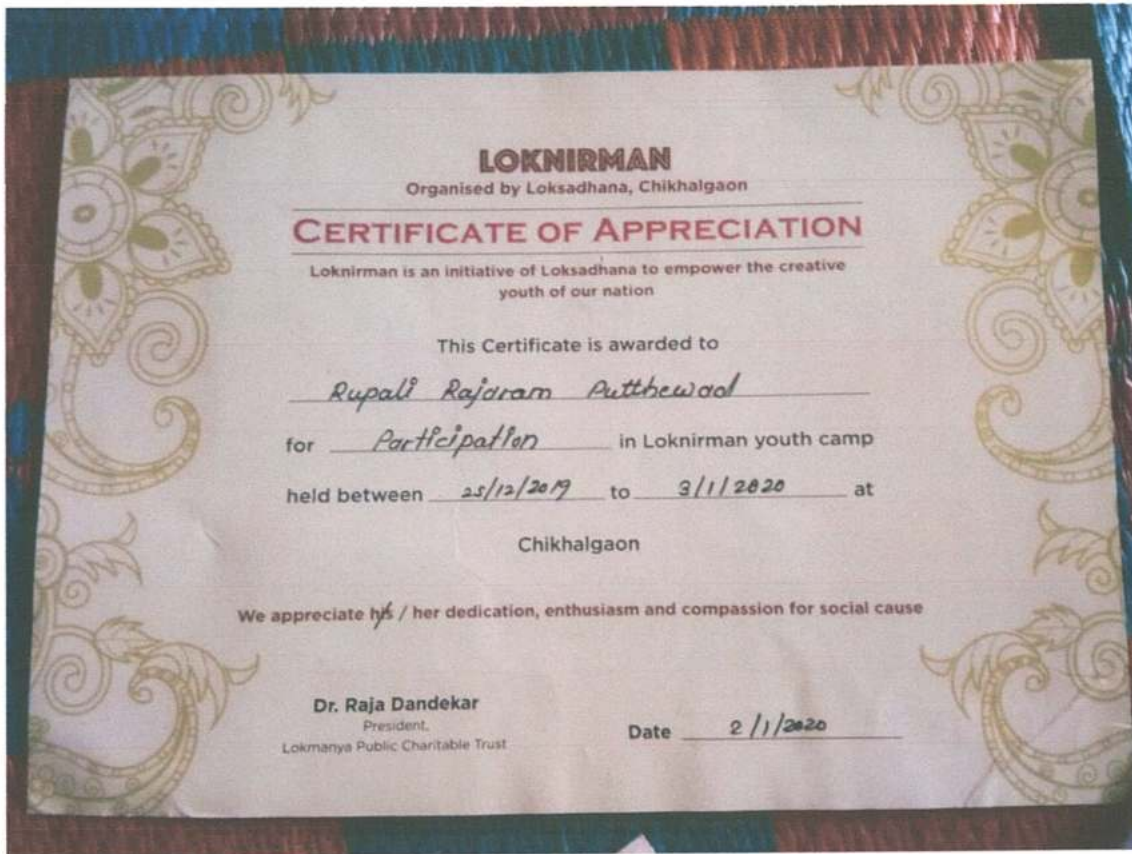 LOKNIRMAN
Organised by Loksadhana, Chikhalgaon
CERTIFICATE OF APPRECIATION
Loknirman is an initiative of Loksadhana to empower the creative
youth of our nation
This Certificate is awarded to
Rupali Rajaram Putthewad
for Participation in Loknirman youth camp
held between 25/12/2019 to 3/1/2020 at
Chikhalgaon
We appreciate his / her dedication, enthusiasm and compassion for social cause
Dr. Raja Dandekar
President,
Lokmanya Public Charitable Trust
Date 2/1/2020